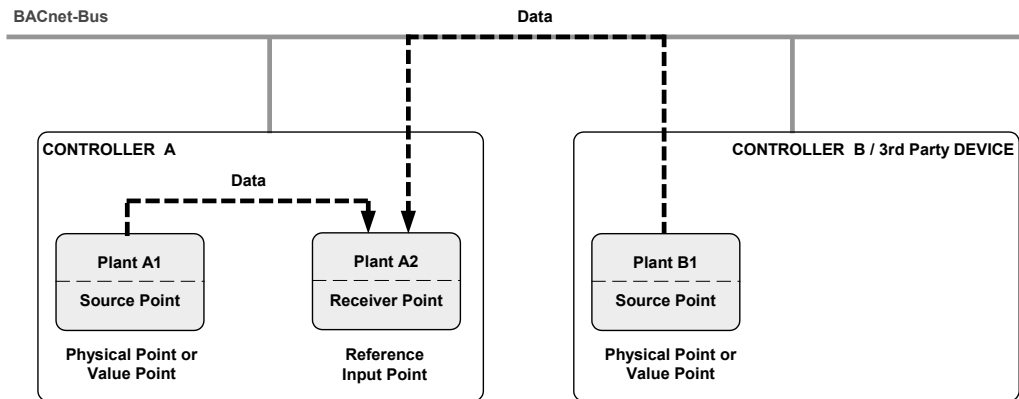 BACnet-Bus
Data
CONTROLLER A
CONTROLLER B / 3rd Party DEVICE
Data
Plant A1
Source Point
Plant A2
Receiver Point
Plant B1
Source Point
Physical Point or
Value Point
Reference
Input Point
Physical Point or
Value Point